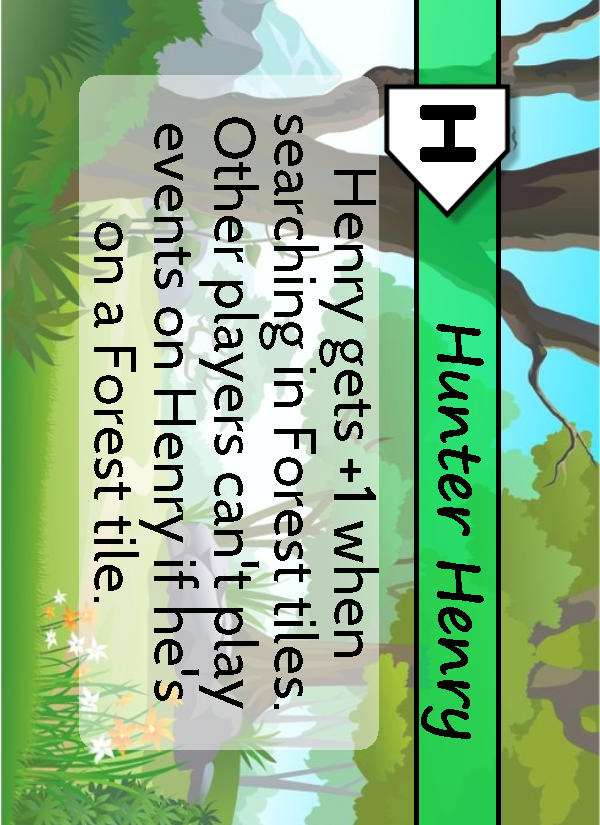 H
Hunter Henry
Henry gets +1 when
searching in Forest tiles.
Other players can't play
events on Henry if he's
on a Forest tile.